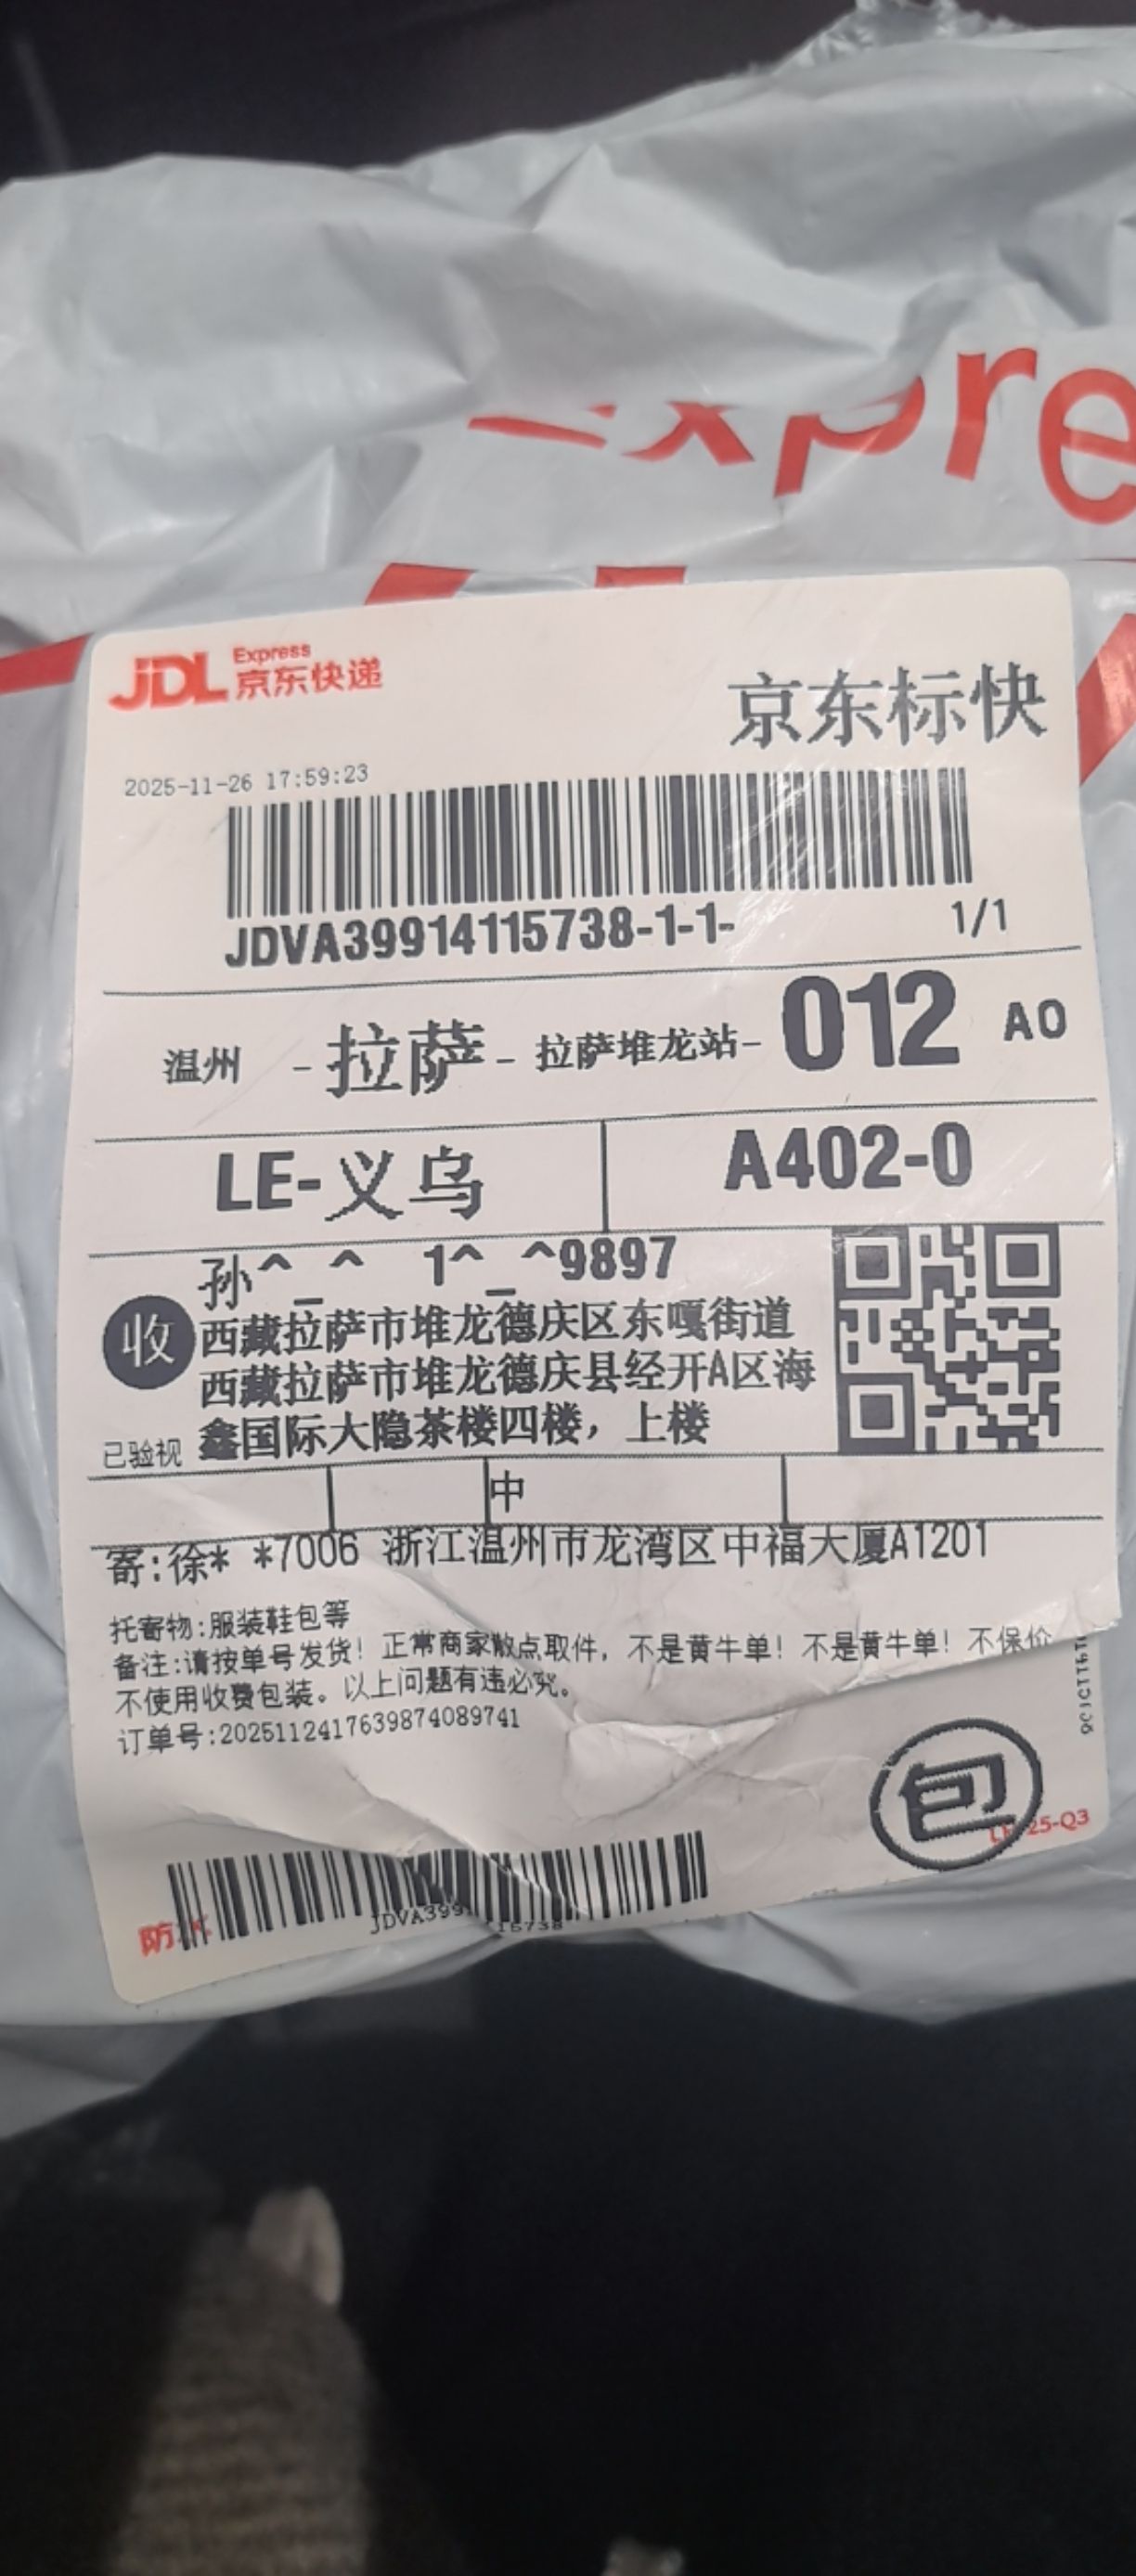 Expre
JDL Express
京东快递
京东标快
2025-11-26 17:59:23
JDVA39914115738-1-1-
1/1
温州 - 拉萨 - 拉萨堆龙站- 012 A0
LE-义乌
A402-0
孙^_^ 1^_^9897
收
西藏拉萨市堆龙德庆区东嘎街道
西藏拉萨市堆龙德庆县经开A区海
鑫国际大隐茶楼四楼，上楼
已验视
中
寄:徐* *7006 浙江温州市龙湾区中福大厦A1201
托寄物:服装鞋包等
备注:请按单号发货！正常商家散点取件，不是黄牛单！不是黄牛单！不保价
不使用收费包装。以上问题有违必究。
订单号:2025112417639874089741
包
25-Q3
防
JDVA399
15738